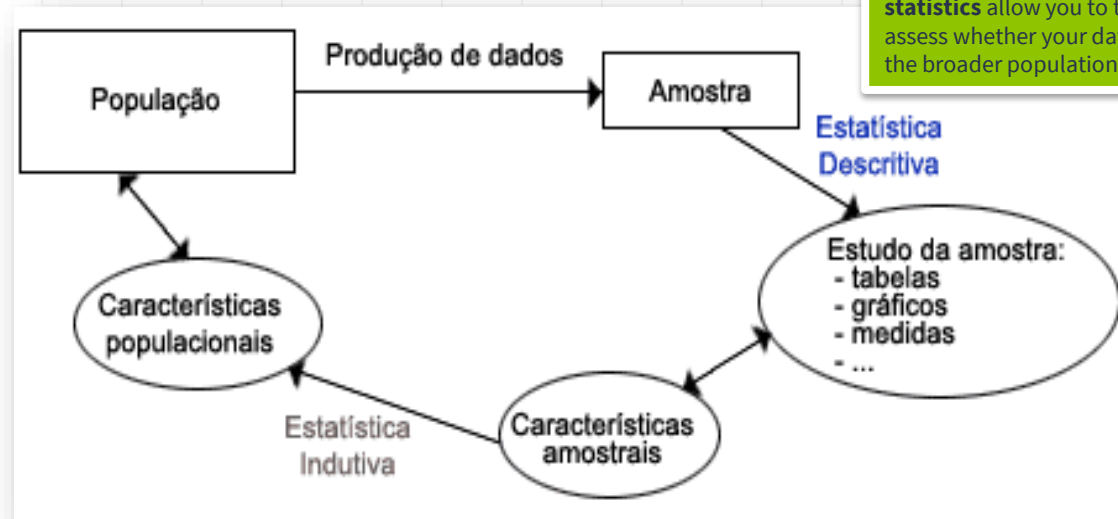 statistics allow you to
assess whether your
the broader population
População
Produção de dados
Amostra
Estatística
Descritiva
Estudo da amostra:
- tabelas
- gráficos
- medidas
- ...
Características
amostrais
Estatística
Indutiva
Características
populacionais